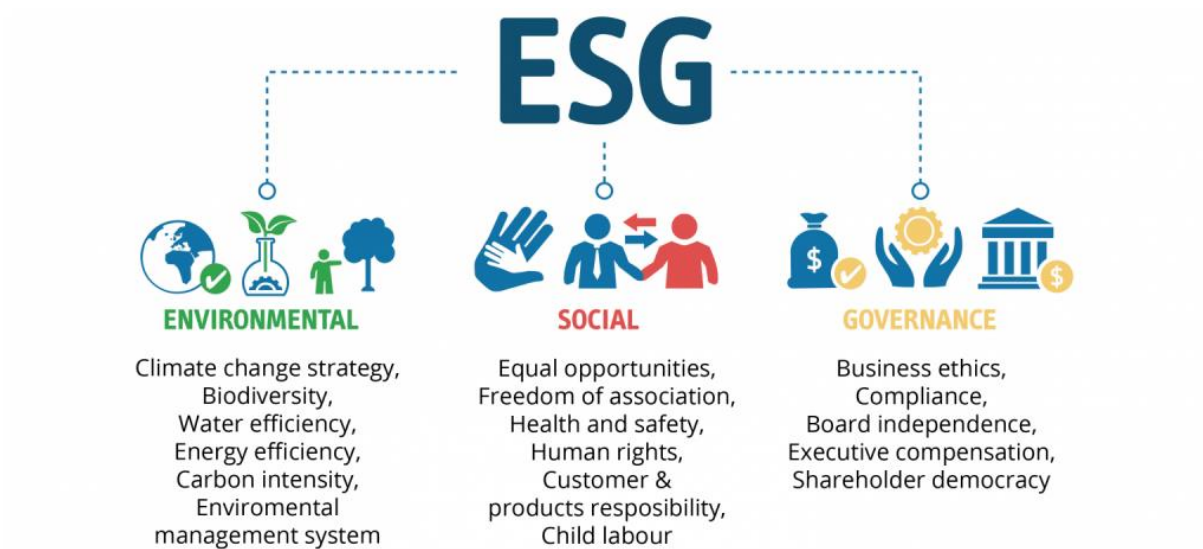 ESG
ENVIRONMENTAL
Climate change strategy,
Biodiversity,
Water efficiency,
Energy efficiency,
Carbon intensity,
Enviromental
management system
SOCIAL
Equal opportunities,
Freedom of association,
Health and safety,
Human rights,
Customer &
products resposibility,
Child labour
$
$
GOVERNANCE
Business ethics,
Compliance,
Board independence,
Executive compensation,
Shareholder democracy